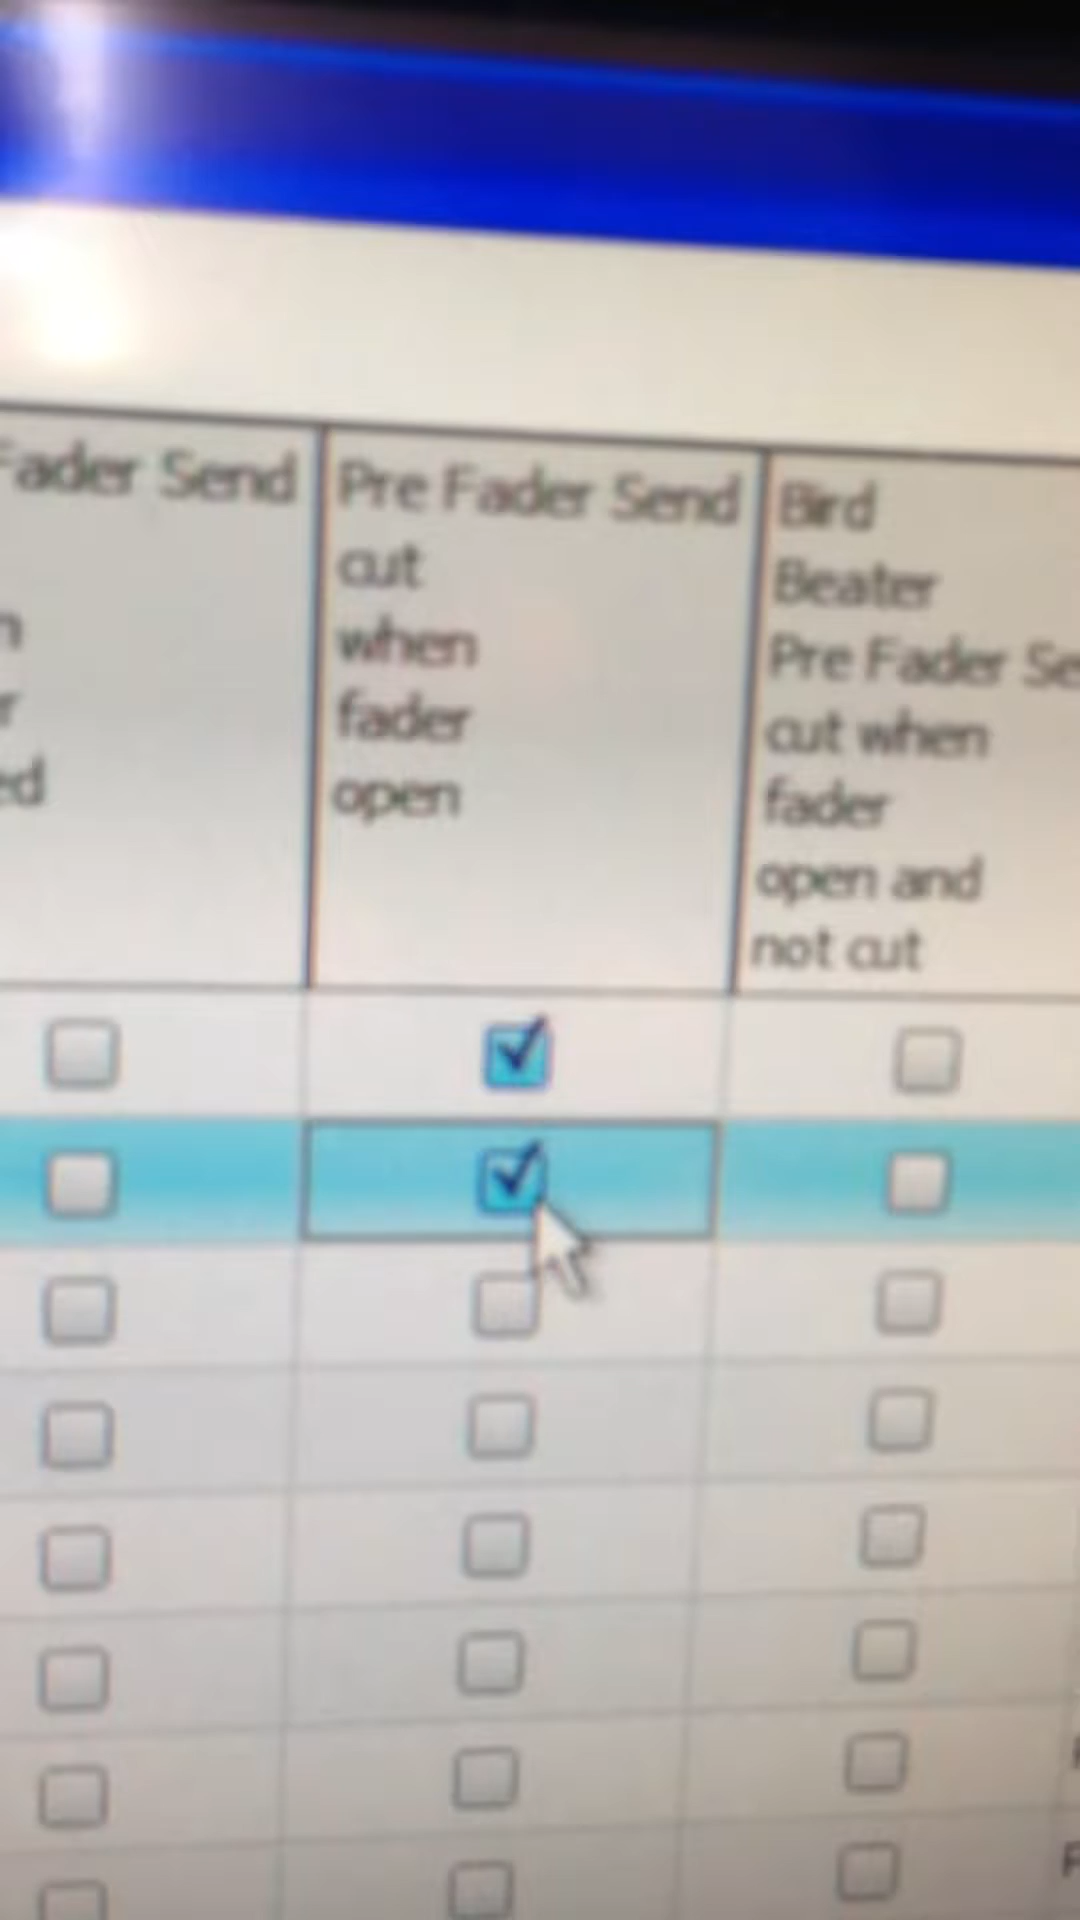 Fader Send
n
r
ed
Pre Fader Send
cut
when
fader
open
Bird
Beater
Pre Fader Se
cut when
fader
open and
not cut
F